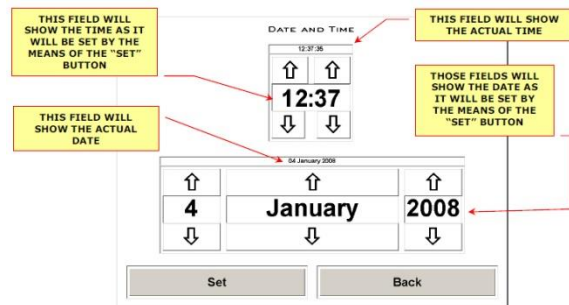 THIS FIELD WILL
SHOW THE TIME AS IT
WILL BE SET BY THE
MEANS OF THE “SET”
BUTTON
DATE AND TIME
THIS FIELD WILL SHOW
THE ACTUAL TIME
12:37:35
12:37
THOSE FIELDS WILL
SHOW THE DATE AS
IT WILL BE SET BY
THE MEANS OF THE
“SET” BUTTON
THIS FIELD WILL
SHOW THE ACTUAL
DATE
04 January 2008
4 January 2008
Set Back